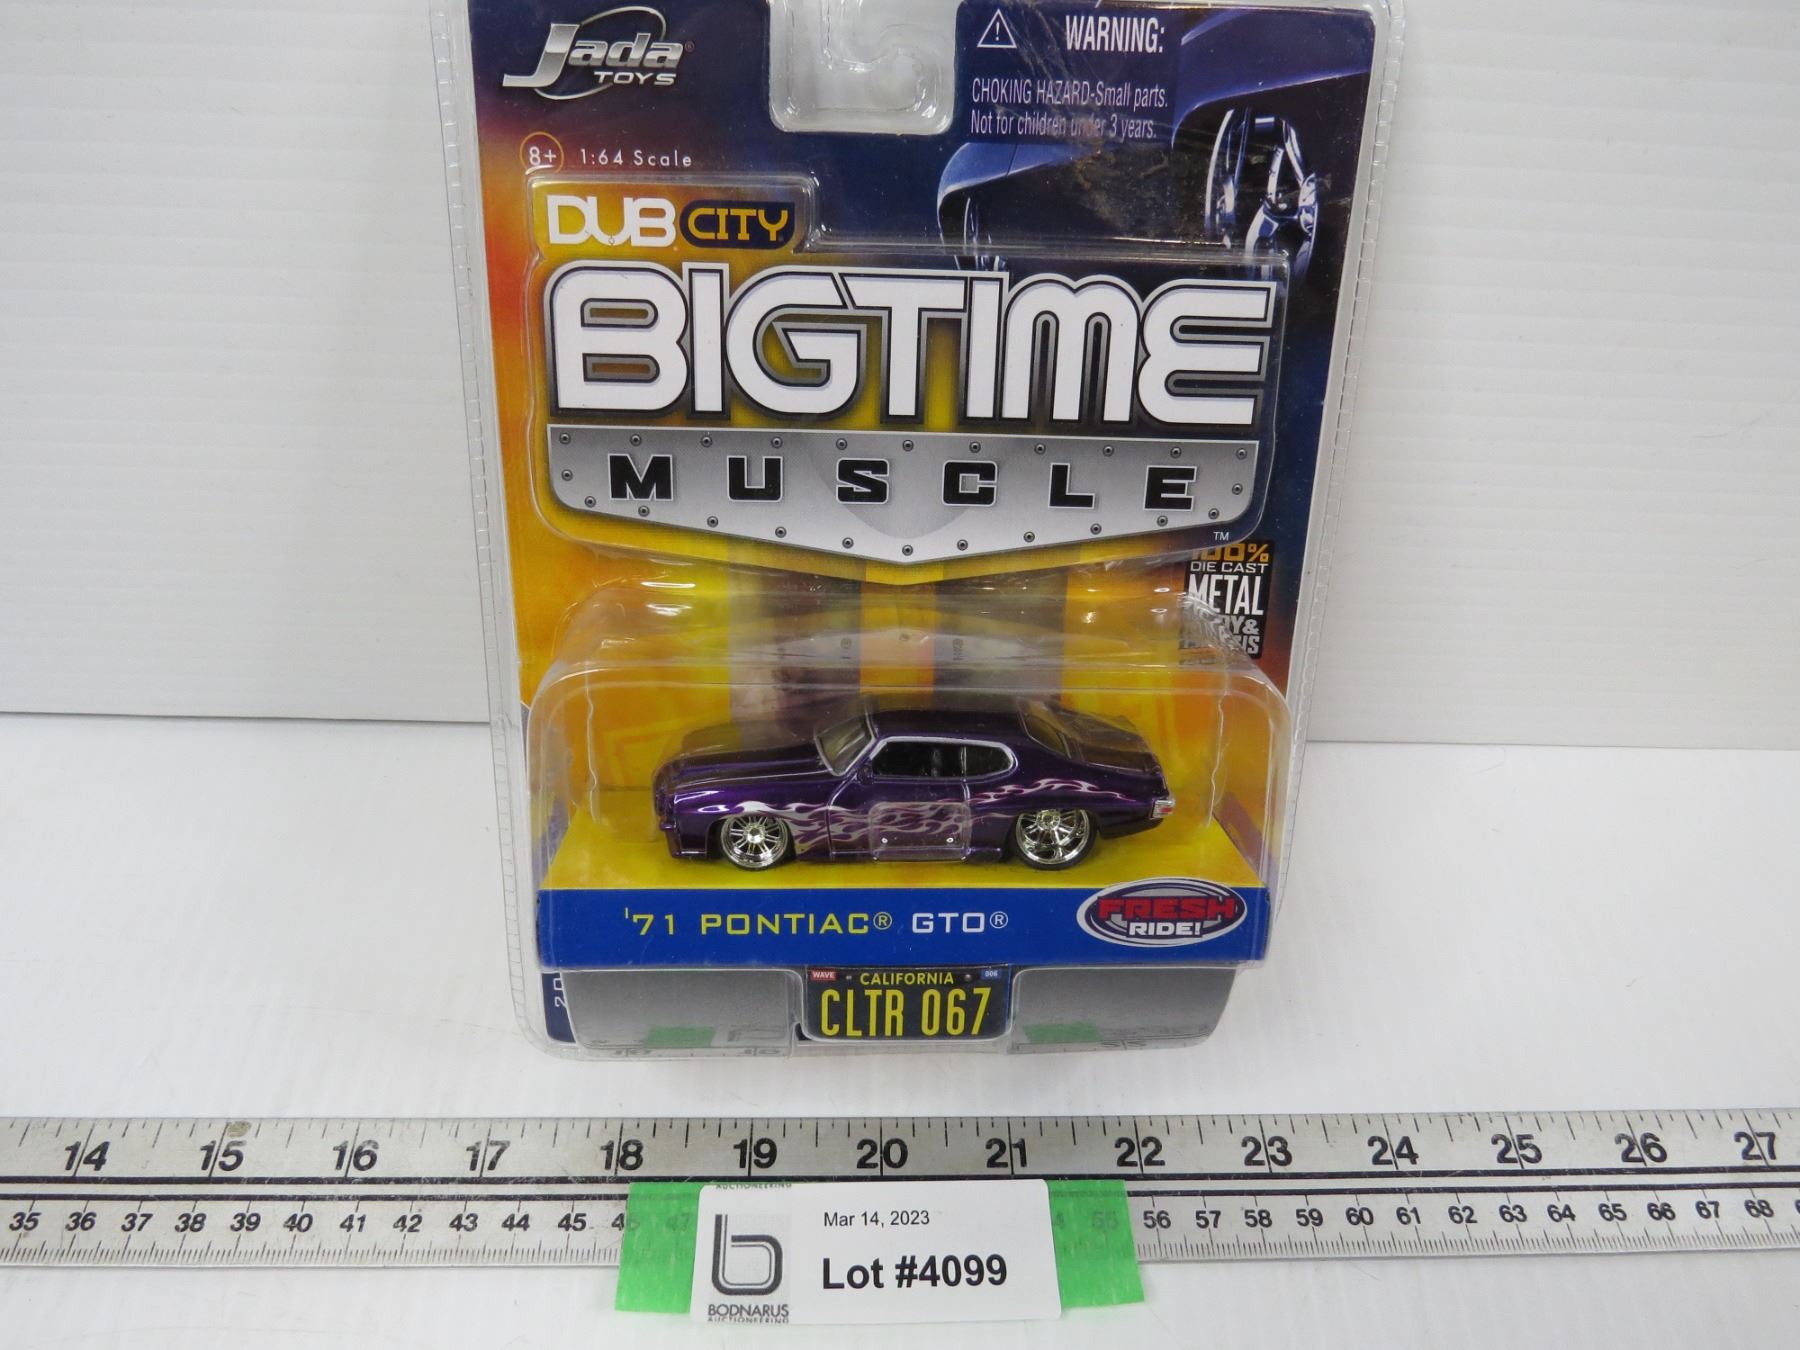 Jada®
TOYS
WARNING:
CHOKING HAZARD-Small parts.
Not for children under 3 years.
8+ 1:64 Scale
DUB CITY
BIGTIME
MUSCLE
TM
100%
DIE CAST
METAL
'71 PONTIAC® GTO®
FRESH
RIDE!
WAVE CALIFORNIA 006
CLTR 067
14 15 16 17 18 19 20 21 22 23 24 25 26 27
35 36 37 38 39 40 41 42 43 44 45 56 57 58 59 60 61 62 63 64 65 66 67 68
AUCTIONEERING
Mar 14, 2023
Lot #4099
BODNARUS
AUCTIONEERING